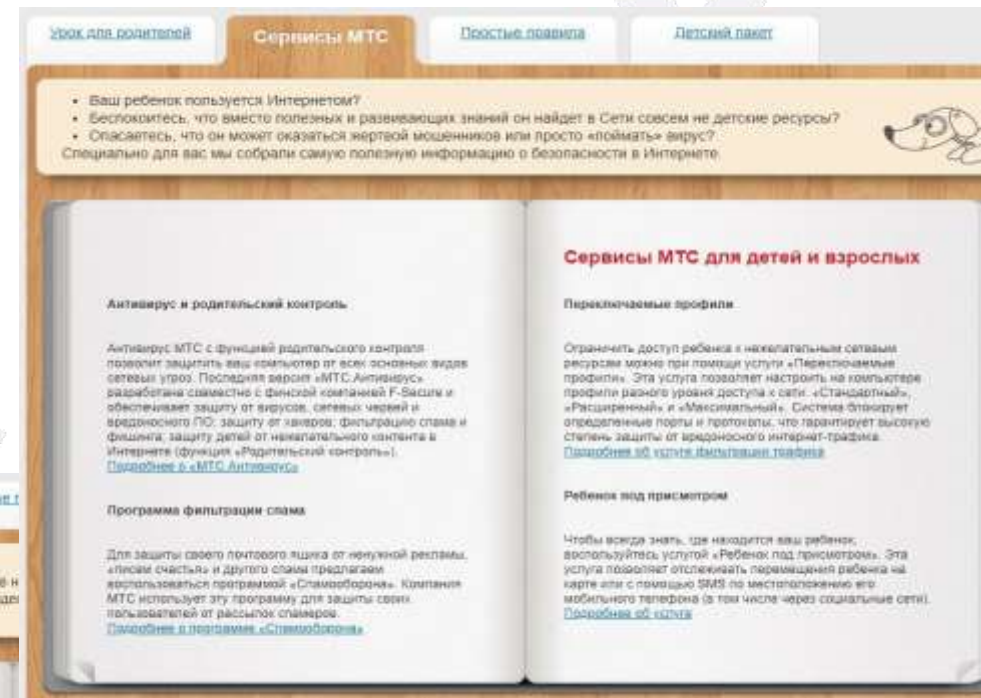 Урок для родителей
Сервисы МТС
Простые правила
Детский пакет
• Ваш ребенок пользуется Интернетом?
• Беспокоитесь, что вместо полезных и развивающих знаний он найдет в Сети совсем не детские ресурсы?
• Опасаетесь, что он может оказаться жертвой мошенников или просто «поймать» вирус?
Специально для вас мы собрали самую полезную информацию о безопасности в Интернете.
Антивирус и родительский контроль
Антивирус МТС с функцией родительского контроля
позволит защитить ваш компьютер от всех основных видов
сетевых угроз. Последняя версия «МТС.Антивирус»
разработана совместно с финской компанией F-Secure и
обеспечивает защиту от вирусов, сетевых червей и
вредоносного ПО; защиту от хакеров; фильтрацию спама и
фишинга; защиту детей от нежелательного контента в
Интернете (функция «Родительский контроль»).
Подробнее о «МТС.Антивирус»
Программа фильтрации спама
Для защиты своего почтового ящика от ненужной рекламы,
«писем счастья» и другого спама предлагаем
воспользоваться программой «Спамооборона». Компания
МТС использует эту программу для защиты своих
пользователей от рассылок спамеров.
Подробнее о программе «Спамооборона»
Сервисы МТС для детей и взрослых
Переключаемые профили
Ограничить доступ ребенка к нежелательным сетевым
ресурсам можно при помощи услуги «Переключаемые
профили». Эта услуга позволяет настроить на компьютере
профили разного уровня доступа к сети: «Стандартный»,
«Расширенный» и «Максимальный». Система блокирует
определенные порты и протоколы, что гарантирует высокую
степень защиты от вредоносного интернет-трафика.
Подробнее об услуге фильтрации трафика
Ребенок под присмотром
Чтобы всегда знать, где находится ваш ребенок,
воспользуйтесь услугой «Ребенок под присмотром». Эта
услуга позволяет отслеживать перемещения ребенка на
карте или с помощью SMS по местоположению его
мобильного телефона (в том числе через социальные сети).
Подробнее об услуге